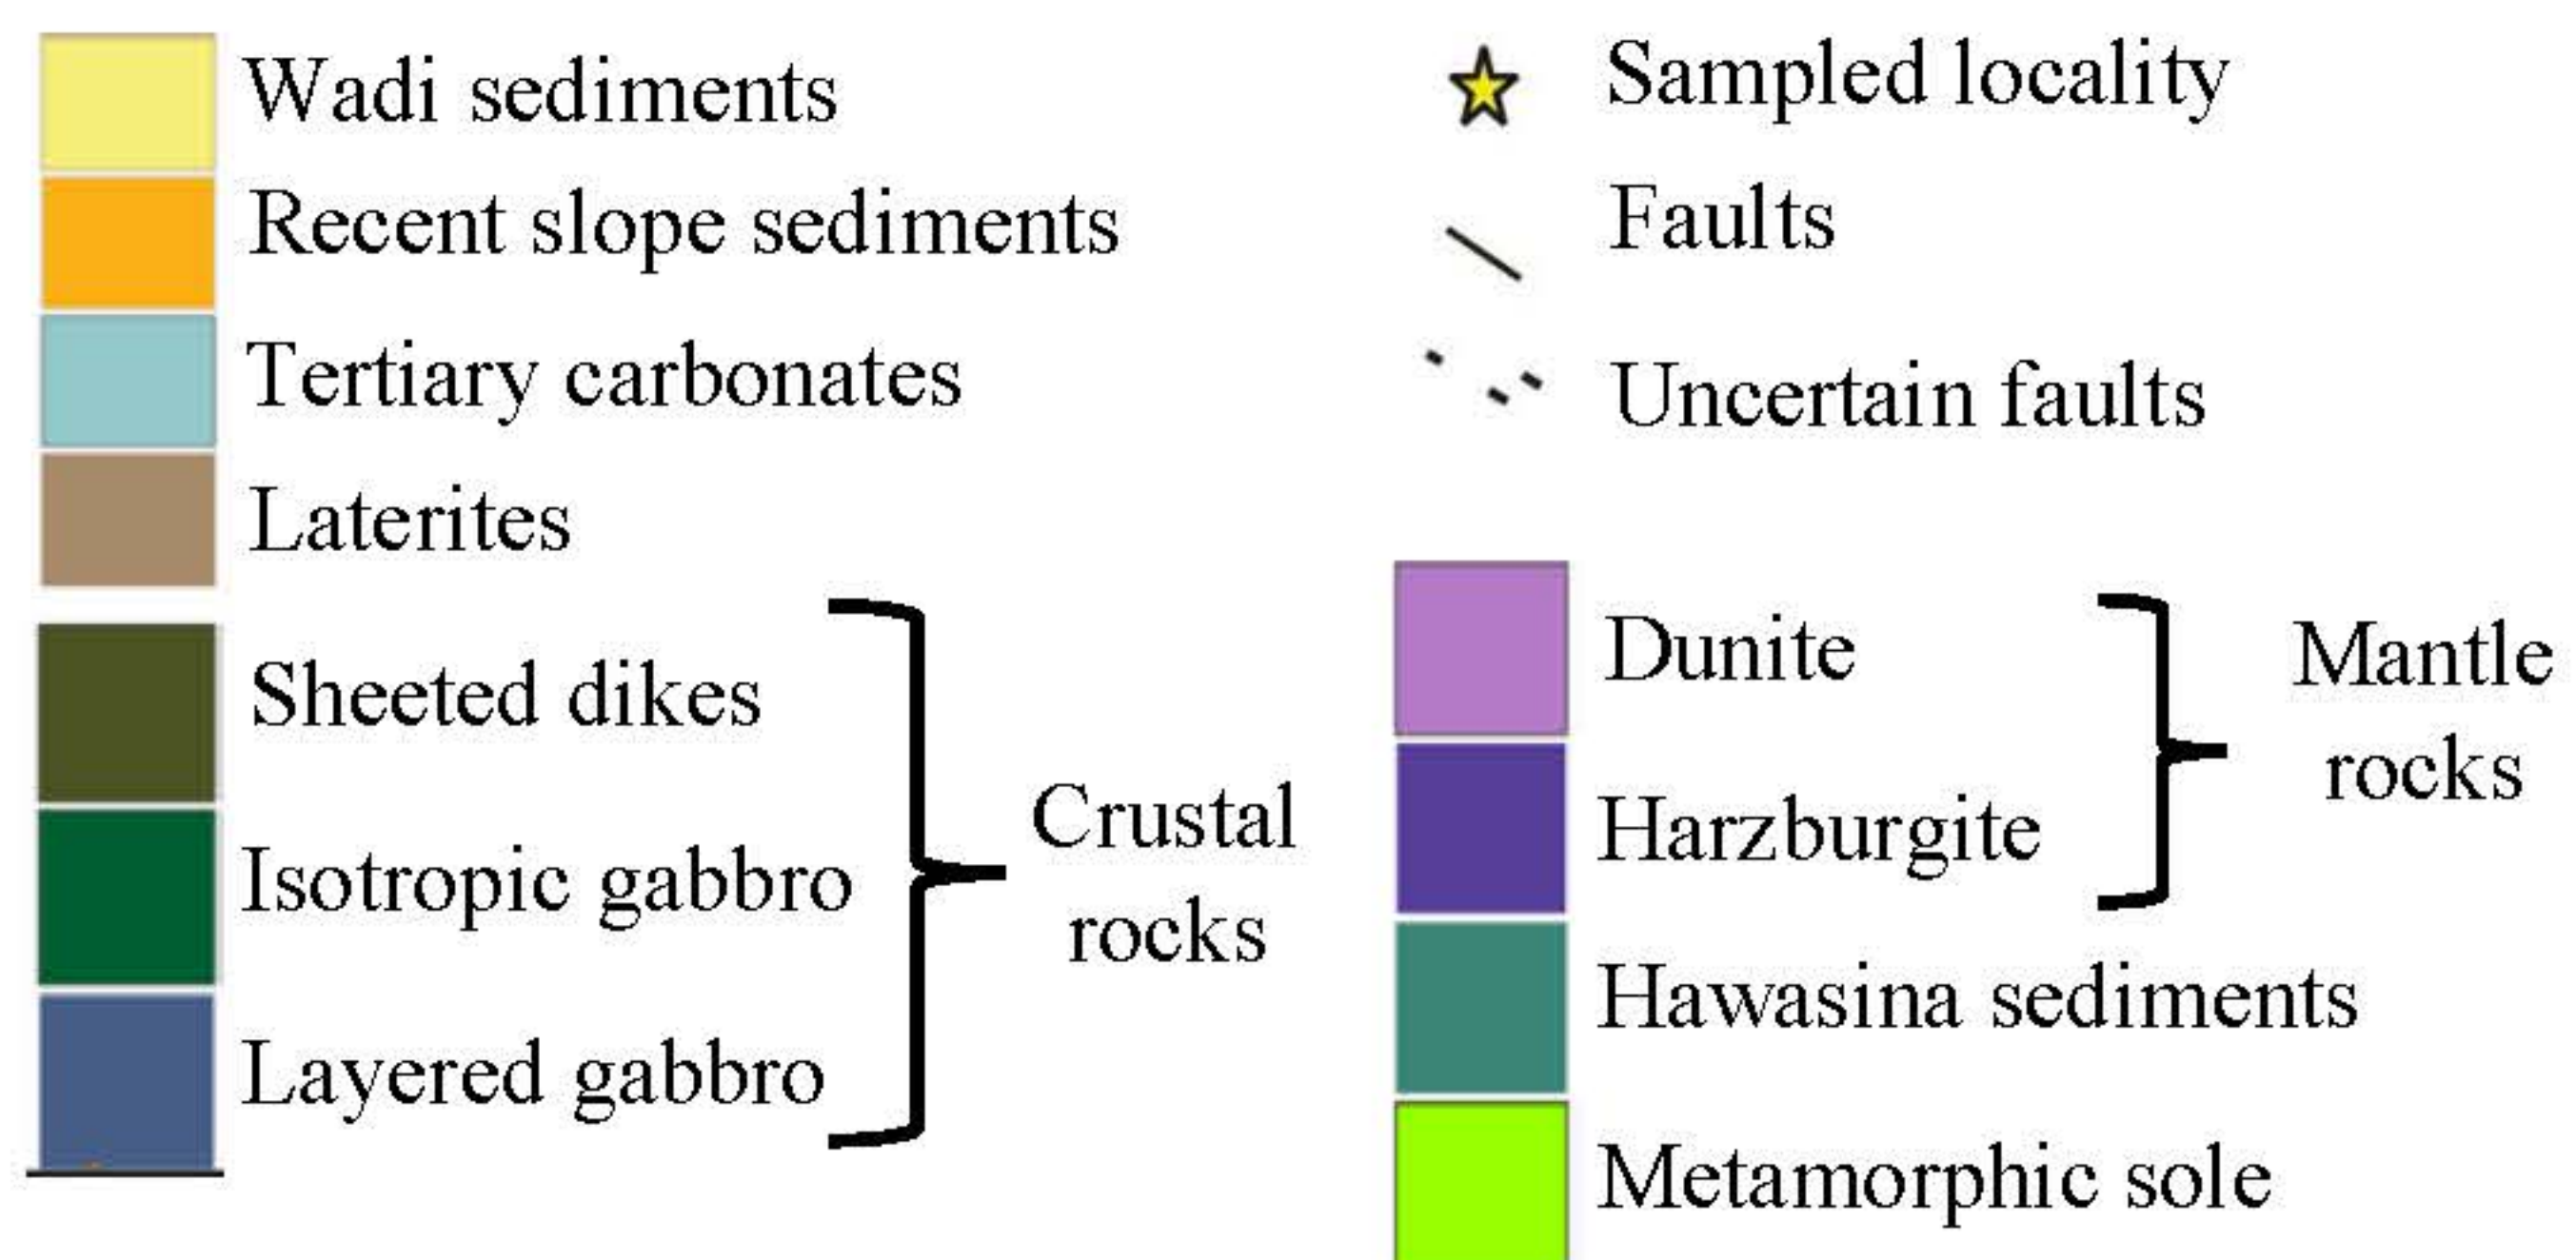 Wadi sediments
Recent slope sediments
Tertiary carbonates
Laterites
Sheeted dikes
Isotropic gabbro
Layered gabbro
Crustal
rocks
Sampled locality
Faults
Uncertain faults
Dunite
Harzburgite
Mantle
rocks
Hawasina sediments
Metamorphic sole